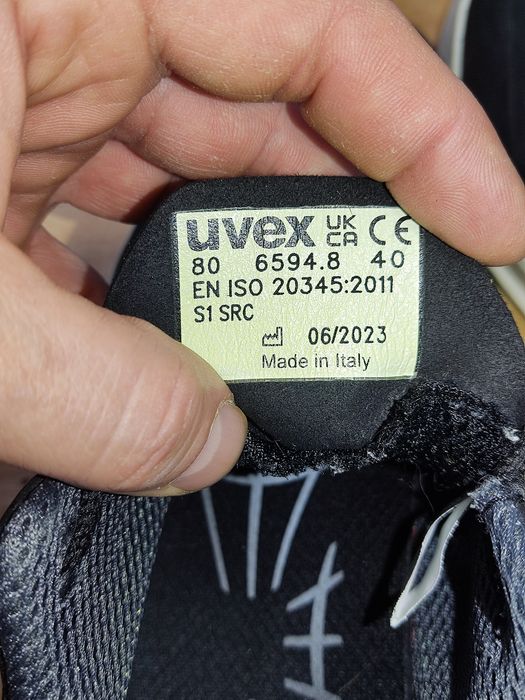 uvex UK CA CE
80 6594.8 40
EN ISO 20345:2011
S1 SRC
06/2023
Made in Italy